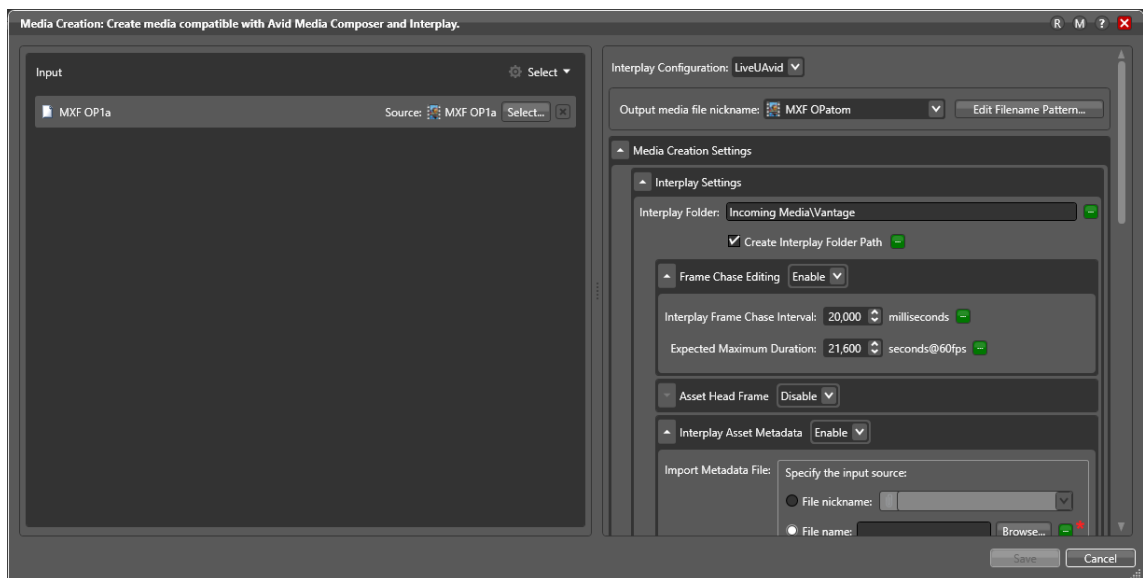 Media Creation: Create media compatible with Avid Media Composer and Interplay.
R M ?
Input
Select
MXF OP1a
Source: MXF OP1a Select...
Interplay Configuration: LiveUAvid
Output media file nickname: MXF OPatom
Edit Filename Pattern...
Media Creation Settings
Interplay Settings
Interplay Folder: Incoming Media\Vantage
Create Interplay Folder Path
Frame Chase Editing Enable
Interplay Frame Chase Interval: 20,000 milliseconds
Expected Maximum Duration: 21,600 seconds@60fps
Asset Head Frame Disable
Interplay Asset Metadata Enable
Import Metadata File: Specify the input source:
File nickname:
File name: Browse... *
Save Cancel